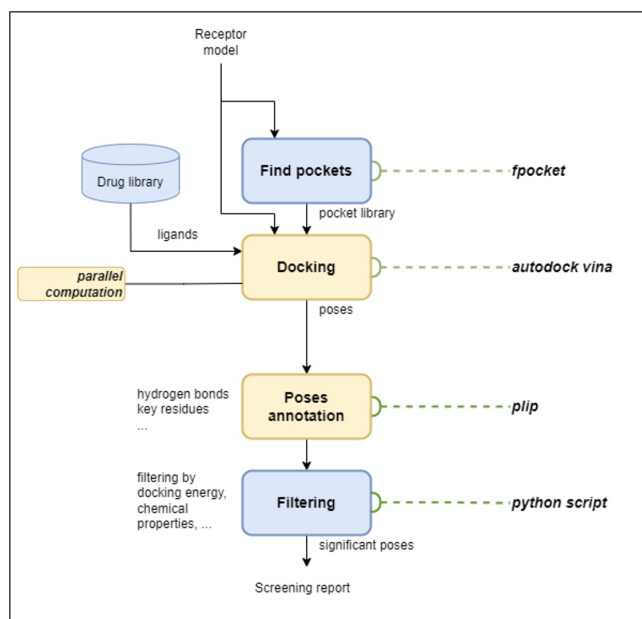 Receptor
model
Find pockets
fpocket
Drug library
pocket library
ligands
Docking
autodock vina
parallel
computation
poses
hydrogen bonds
key residues
...
Poses
annotation
plip
filtering by
docking energy,
chemical
properties, ...
Filtering
python script
significant poses
Screening report